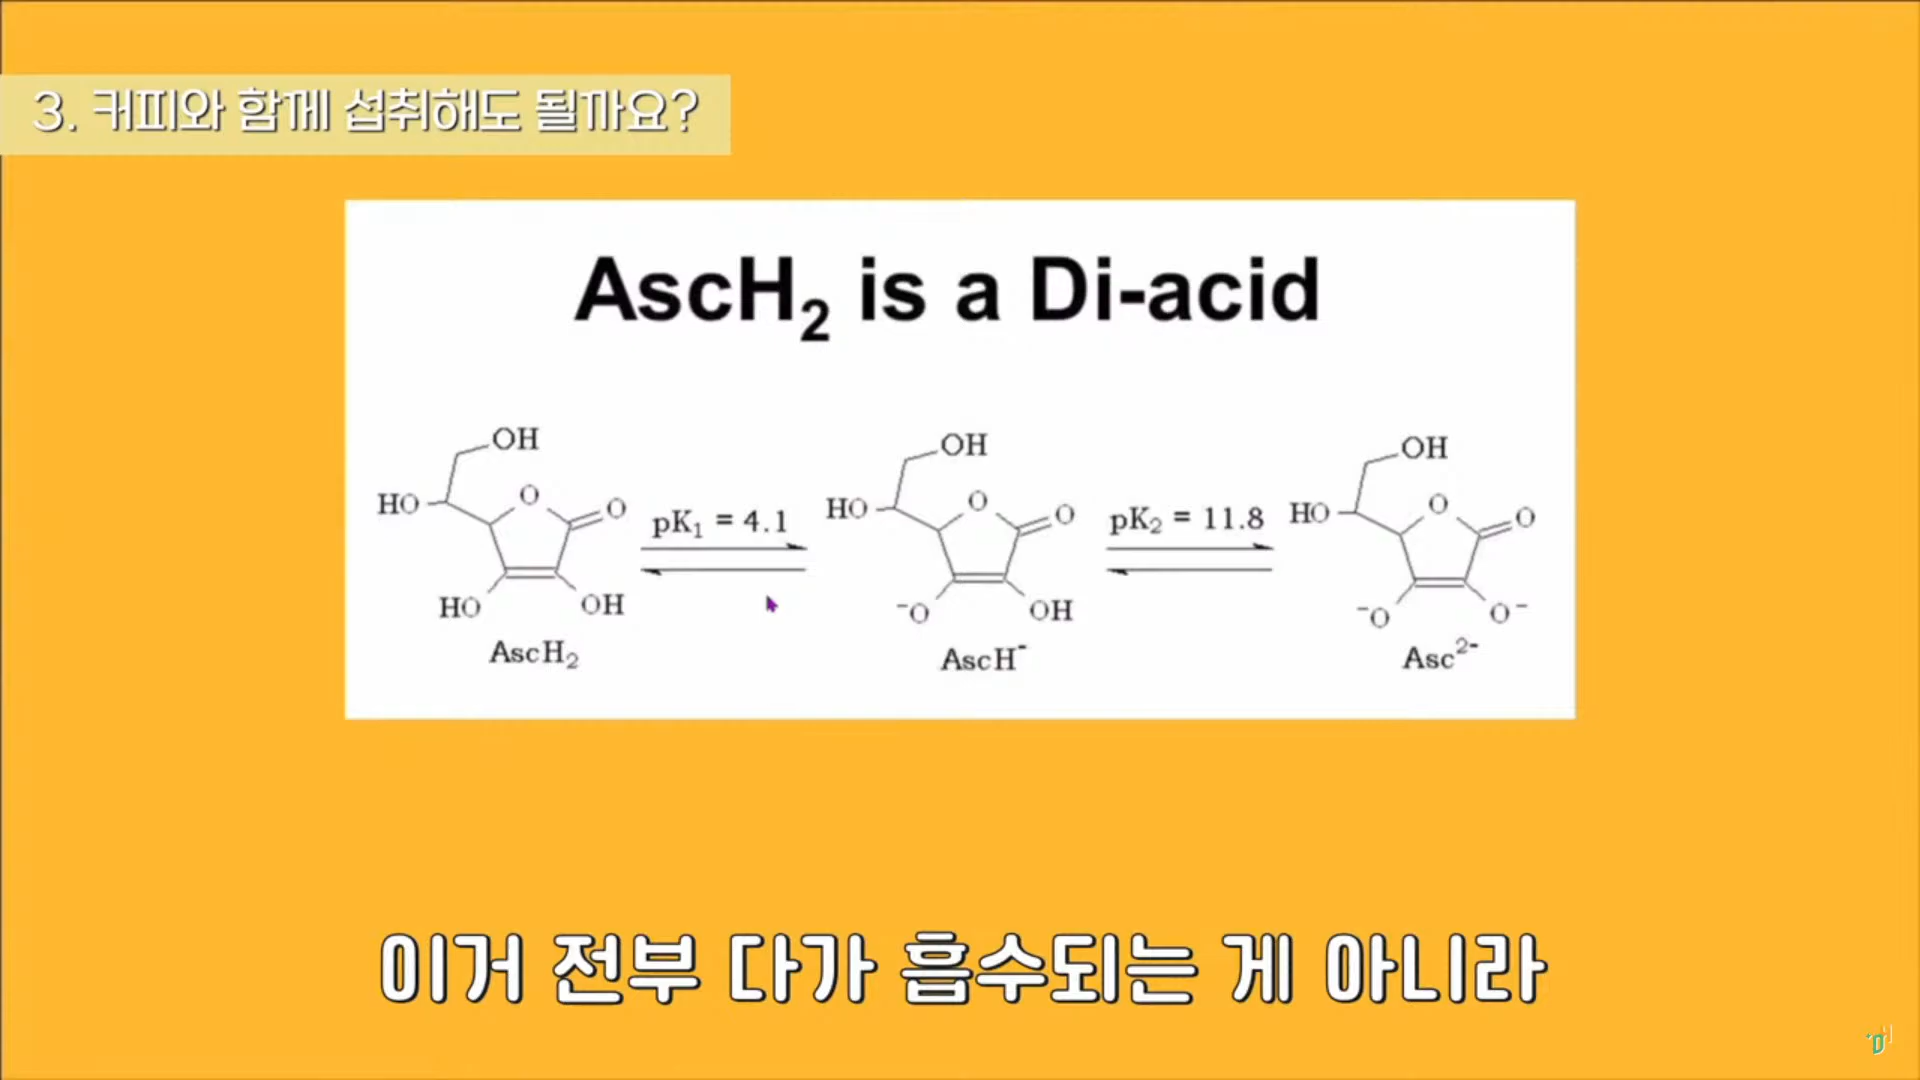 3. 커피와 함께 섭취해도 될까요?
AscH₂ is a Di-acid
OH
HO
O
O
HO
OH
AscH₂
pK₁ = 4.1
OH
HO
O
O
⁻O
OH
AscH⁻
pK₂ = 11.8
OH
HO
O
O
⁻O
O⁻
Asc²⁻
이거 전부 다가 흡수되는 게 아니라